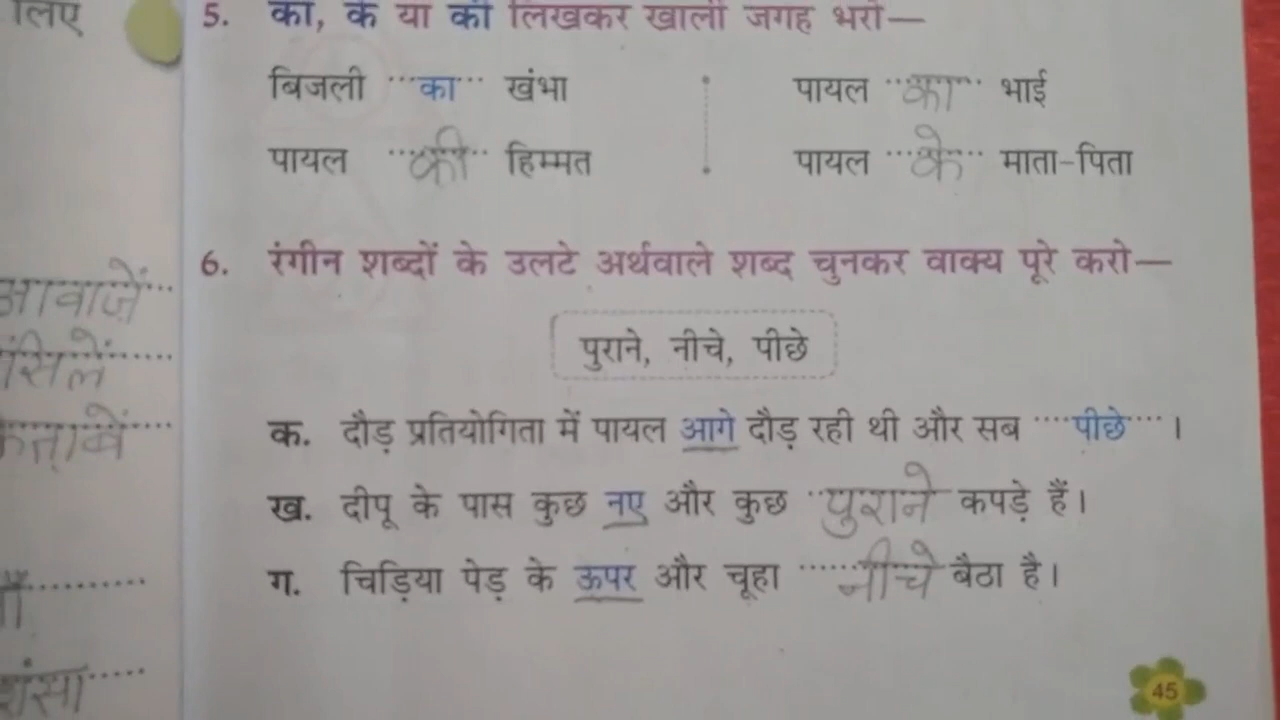 लिए
5. का, के या की लिखकर खाली जगह भरो—
बिजली ...का... खंभा
पायल ...का... भाई
पायल ...की... हिम्मत
पायल ...के... माता-पिता
आवाजें...
6. रंगीन शब्दों के उलटे अर्थवाले शब्द चुनकर वाक्य पूरे करो—
पुराने, नीचे, पीछे
क. दौड़ प्रतियोगिता में पायल आगे दौड़ रही थी और सब ....पीछे....।
ख. दीपू के पास कुछ नए और कुछ ..पुराने कपड़े हैं।
ग. चिड़िया पेड़ के ऊपर और चूहा ......नीचे बैठा है।
45